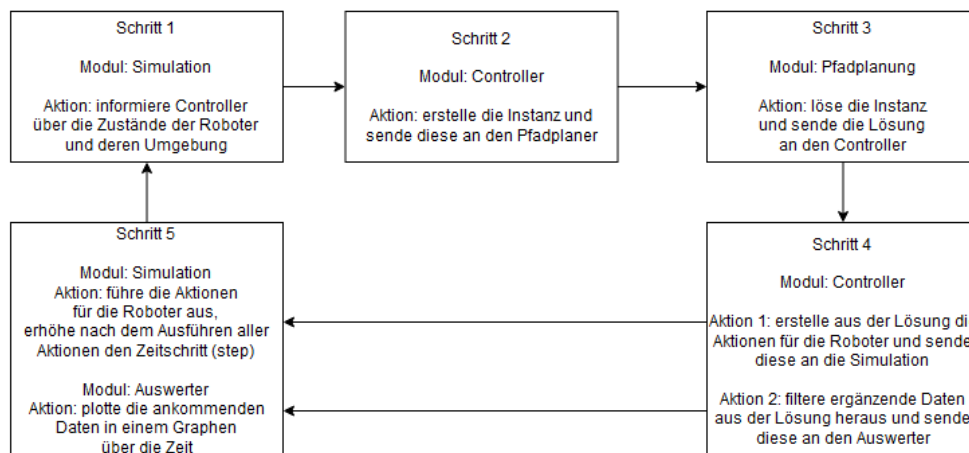 Schritt 1
Modul: Simulation
Aktion: informiere Controller
über die Zustände der Roboter
und deren Umgebung
Schritt 2
Modul: Controller
Aktion: erstelle die Instanz und
sende diese an den Pfadplaner
Schritt 3
Modul: Pfadplanung
Aktion: löse die Instanz
und sende die Lösung
an den Controller
Schritt 4
Modul: Controller
Aktion 1: erstelle aus der Lösung di
Aktionen für die Roboter und sende
diese an die Simulation
Aktion 2: filtere ergänzende Daten
aus der Lösung heraus und sende
diese an den Auswerter
Schritt 5
Modul: Simulation
Aktion: führe die Aktionen
für die Roboter aus,
erhöhe nach dem Ausführen aller
Aktionen den Zeitschritt (step)
Modul: Auswerter
Aktion: plotte die ankommenden
Daten in einem Graphen
über die Zeit